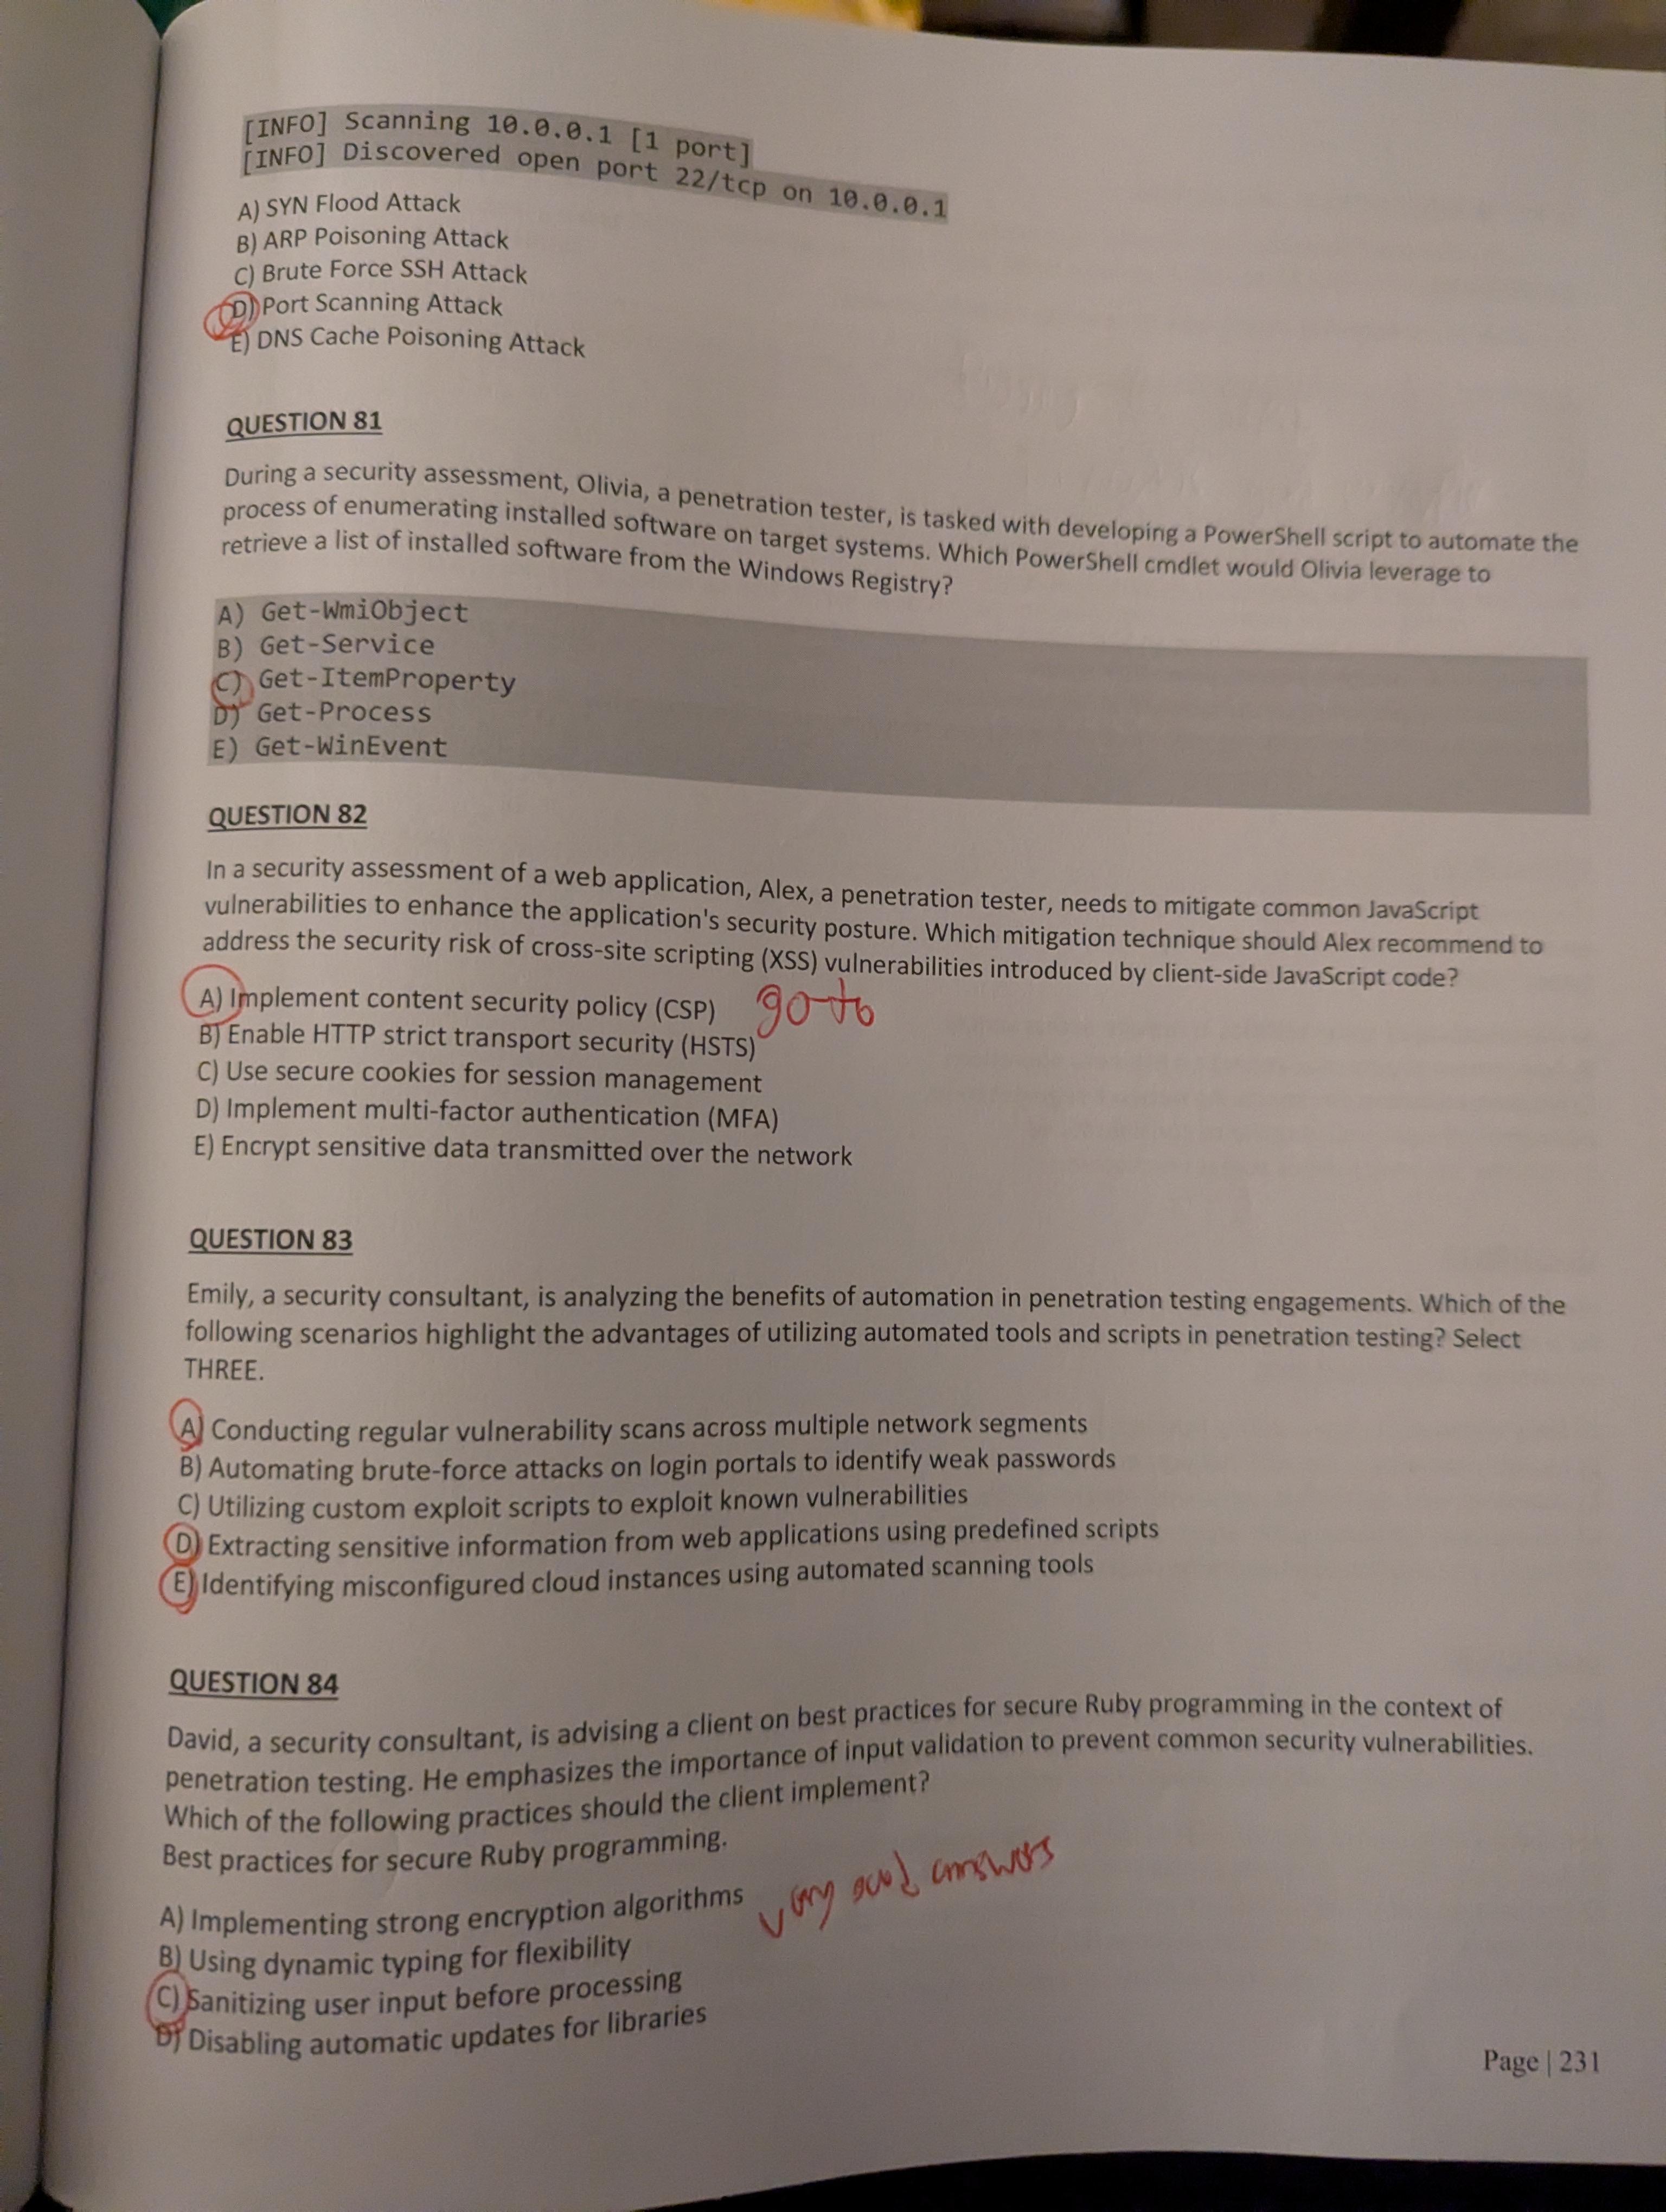 [INFO] Scanning 10.0.0.1 [1 port]
[INFO] Discovered open port 22/tcp on 10.0.0.1
A) SYN Flood Attack
B) ARP Poisoning Attack
C) Brute Force SSH Attack
D) Port Scanning Attack
E) DNS Cache Poisoning Attack
QUESTION 81
During a security assessment, Olivia, a penetration tester, is tasked with developing a PowerShell script to automate the
process of enumerating installed software on target systems. Which PowerShell cmdlet would Olivia leverage to
retrieve a list of installed software from the Windows Registry?
A) Get-WmiObject
B) Get-Service
C) Get-ItemProperty
D) Get-Process
E) Get-WinEvent
QUESTION 82
In a security assessment of a web application, Alex, a penetration tester, needs to mitigate common JavaScript
vulnerabilities to enhance the application's security posture. Which mitigation technique should Alex recommend to
address the security risk of cross-site scripting (XSS) vulnerabilities introduced by client-side JavaScript code?
A) Implement content security policy (CSP) go-to
B) Enable HTTP strict transport security (HSTS)
C) Use secure cookies for session management
D) Implement multi-factor authentication (MFA)
E) Encrypt sensitive data transmitted over the network
QUESTION 83
Emily, a security consultant, is analyzing the benefits of automation in penetration testing engagements. Which of the
following scenarios highlight the advantages of utilizing automated tools and scripts in penetration testing? Select
THREE.
A) Conducting regular vulnerability scans across multiple network segments
B) Automating brute-force attacks on login portals to identify weak passwords
C) Utilizing custom exploit scripts to exploit known vulnerabilities
D) Extracting sensitive information from web applications using predefined scripts
E) Identifying misconfigured cloud instances using automated scanning tools
QUESTION 84
David, a security consultant, is advising a client on best practices for secure Ruby programming in the context of
penetration testing. He emphasizes the importance of input validation to prevent common security vulnerabilities.
Which of the following practices should the client implement?
Best practices for secure Ruby programming.
A) Implementing strong encryption algorithms very answers
B) Using dynamic typing for flexibility
C) Sanitizing user input before processing
D) Disabling automatic updates for libraries
Page | 231